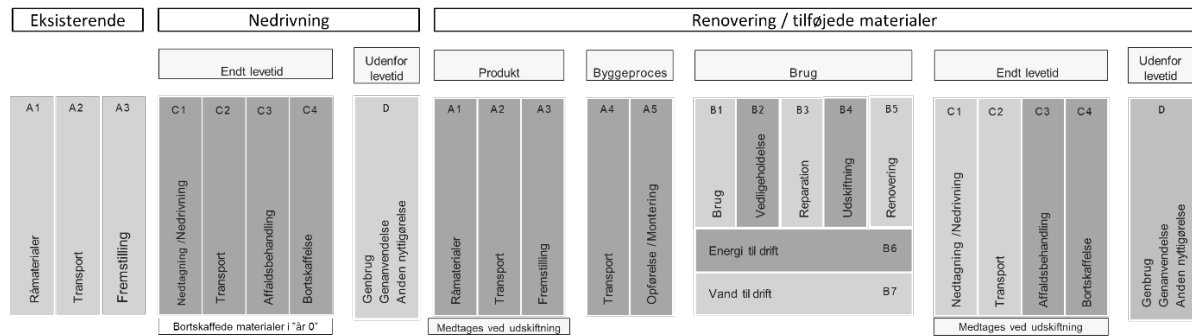 Eksisterende
Nedrivning
Renovering / tilføjede materialer
Endt levetid
Udenfor
levetid
Produkt
Byggeproces
Brug
Endt levetid
Udenfor
levetid
A1
Råmaterialer
A2
Transport
A3
Fremstilling
C1
Nedtagning /Nedrivning
C2
Transport
C3
Affaldsbehandling
C4
Bortskaffelse
D
Genbrug
Genanvendelse
Anden nyttigørelse
A1
Råmaterialer
A2
Transport
A3
Fremstilling
A4
Transport
A5
Opførelse / Montering
B1
Brug
B2
Vedligeholdelse
B3
Reparation
B4
Udskiftning
B5
Renovering
Energi til drift B6
Vand til drift B7
C1
Nedtagning /Nedrivning
C2
Transport
C3
Affaldsbehandling
C4
Bortskaffelse
D
Genbrug
Genanvendelse
Anden nyttigørelse
Bortskaffede materialer i "år 0"
Medtages ved udskiftning
Medtages ved udskiftning